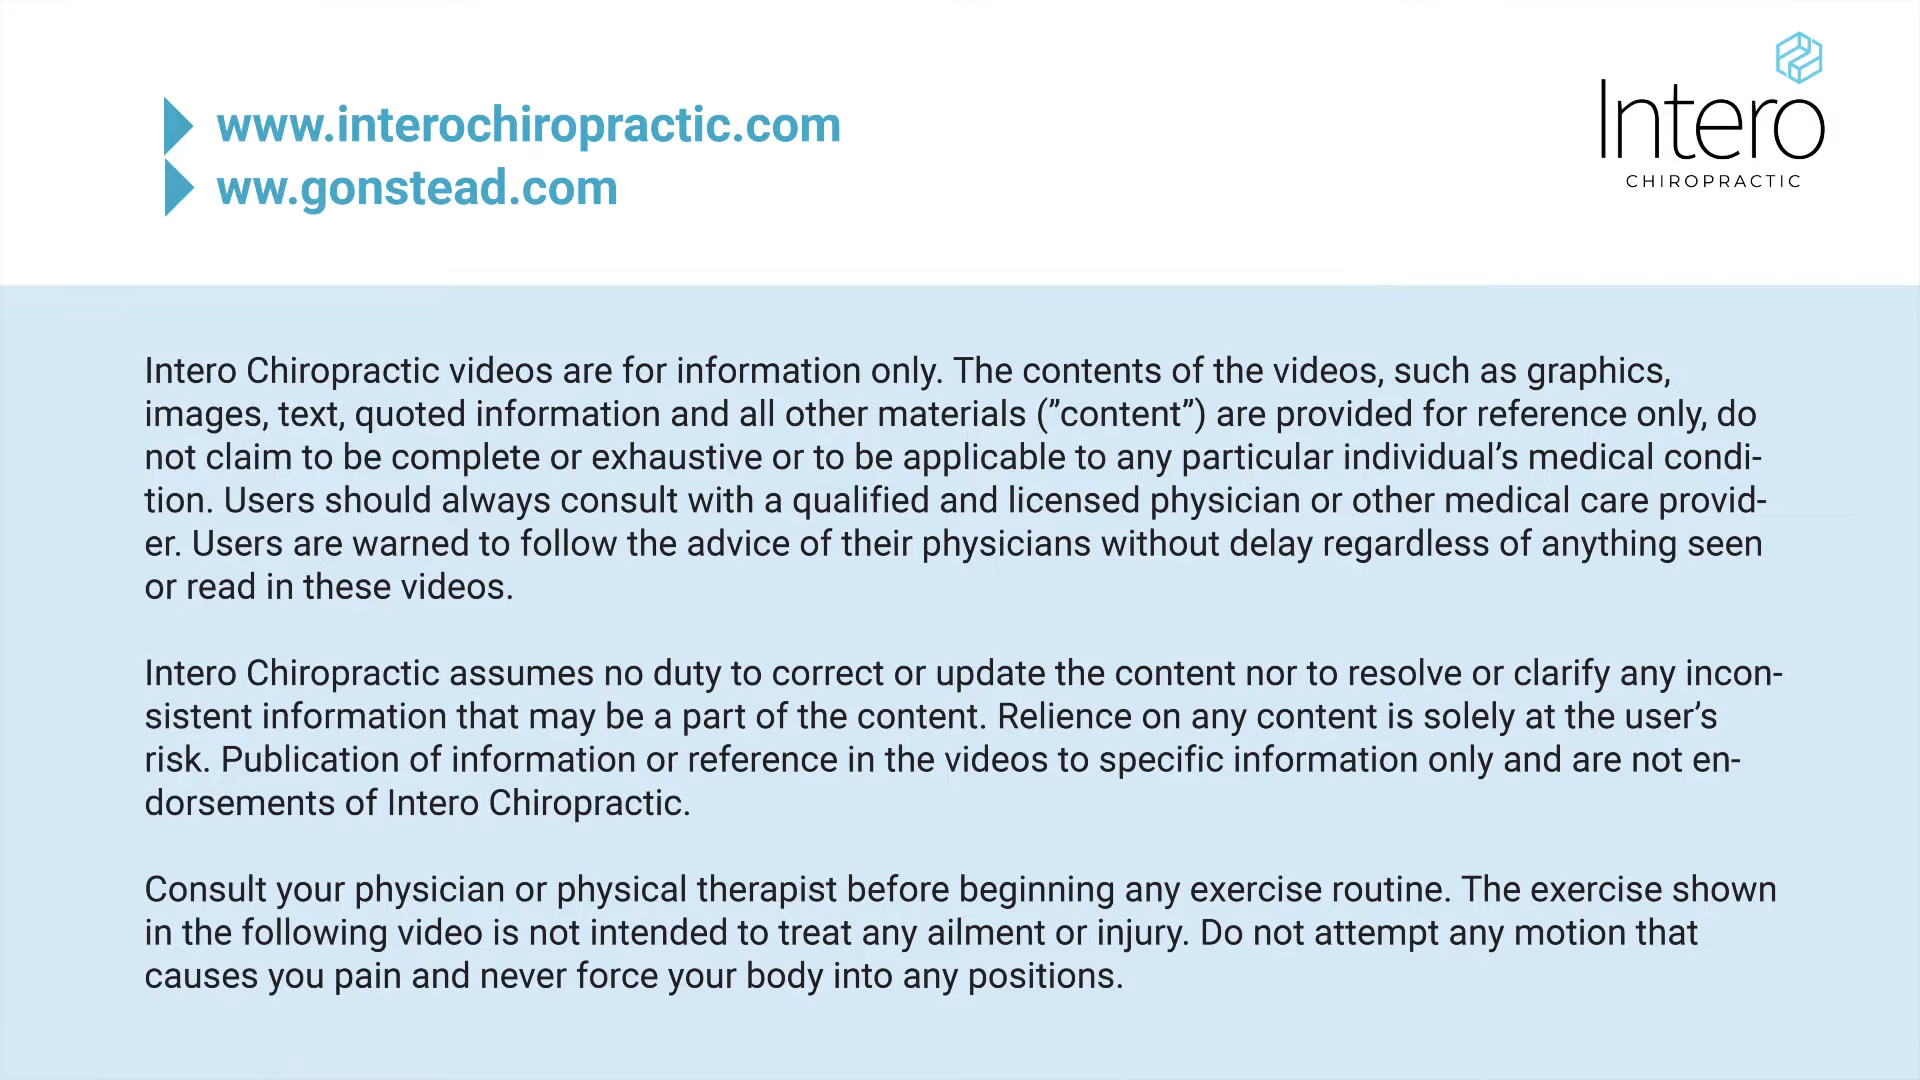 www.interochiropractic.com
ww.gonstead.com
Intero
CHIROPRACTIC
Intero Chiropractic videos are for information only. The contents of the videos, such as graphics,
images, text, quoted information and all other materials (”content”) are provided for reference only, do
not claim to be complete or exhaustive or to be applicable to any particular individual’s medical condi-
tion. Users should always consult with a qualified and licensed physician or other medical care provid-
er. Users are warned to follow the advice of their physicians without delay regardless of anything seen
or read in these videos.
Intero Chiropractic assumes no duty to correct or update the content nor to resolve or clarify any incon-
sistent information that may be a part of the content. Relience on any content is solely at the user’s
risk. Publication of information or reference in the videos to specific information only and are not en-
dorsements of Intero Chiropractic.
Consult your physician or physical therapist before beginning any exercise routine. The exercise shown
in the following video is not intended to treat any ailment or injury. Do not attempt any motion that
causes you pain and never force your body into any positions.